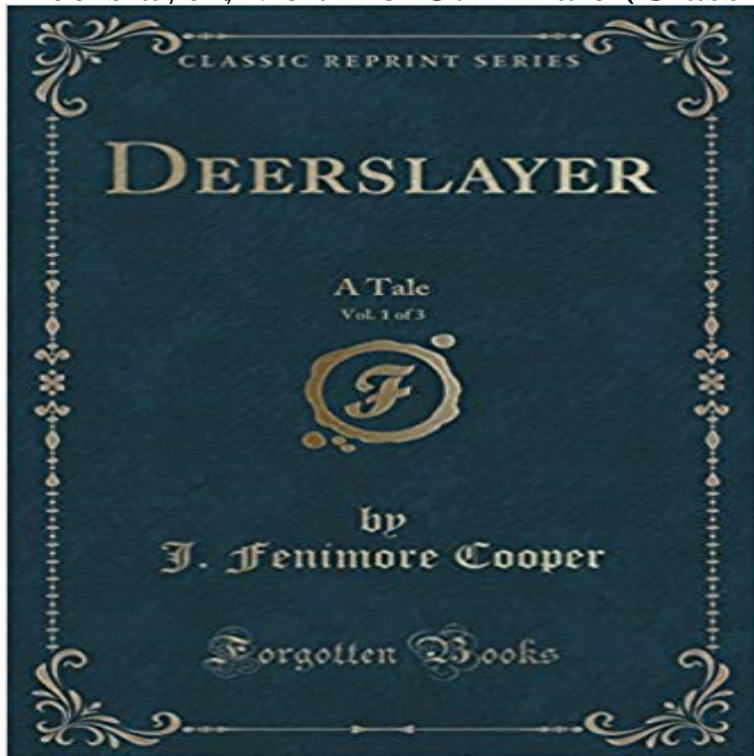 CLASSIC REPRINT SERIES
DEERSLAYER
A Tale
Vol. 1 of 3
F
by
J. Fenimore Cooper
Forgotten Books